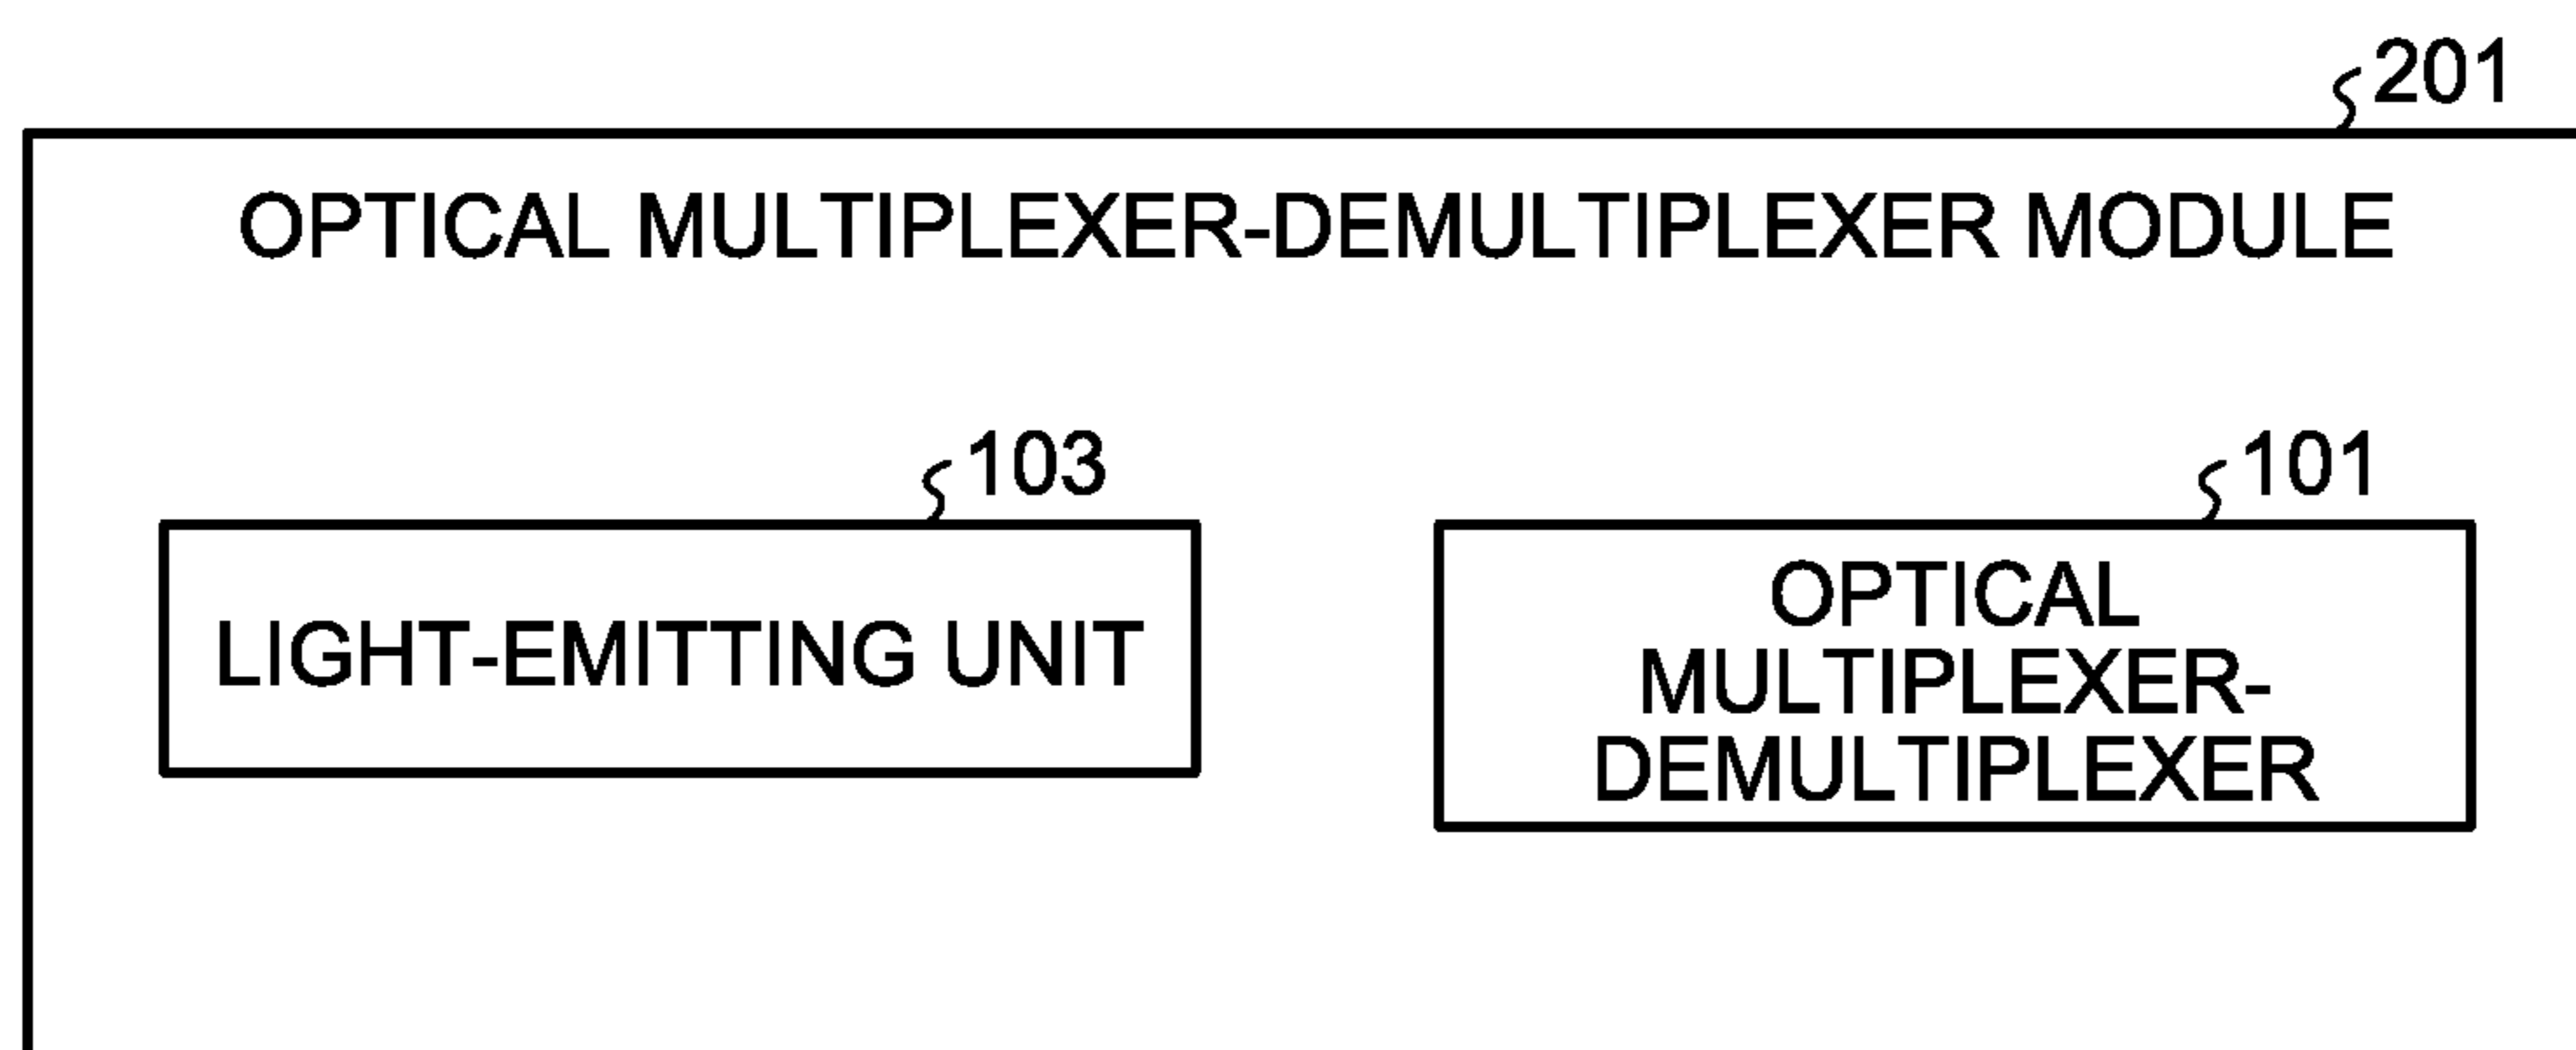 201
OPTICAL MULTIPLEXER-DEMULTIPLEXER MODULE
103
LIGHT-EMITTING UNIT
101
OPTICAL
MULTIPLEXER-
DEMULTIPLEXER